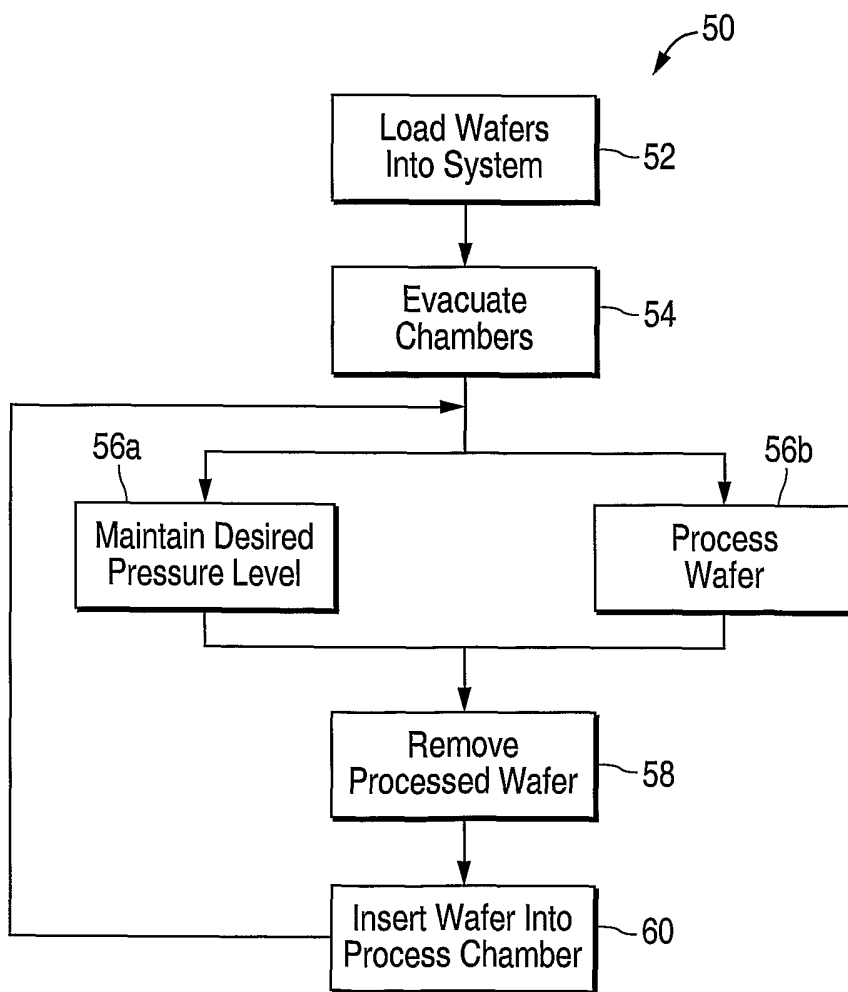 50
Load Wafers
Into System
52
Evacuate
Chambers
54
56a
56b
Maintain Desired
Pressure Level
Process
Wafer
Remove
Processed Wafer
58
Insert Wafer Into
Process Chamber
60